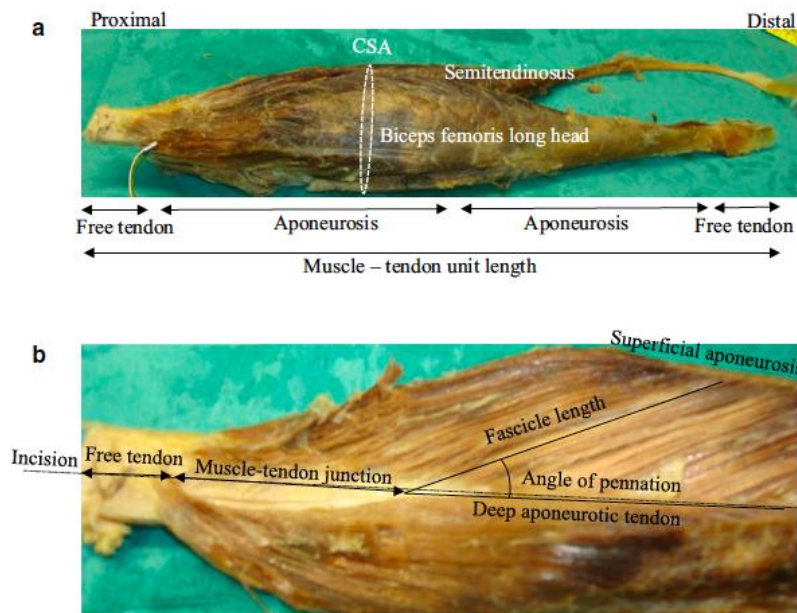 Proximal
Distal
a
CSA
Semitendinosus
Biceps femoris long head
Free tendon
Aponeurosis
Aponeurosis
Free tendon
Muscle – tendon unit length
b
Superficial aponeurosis
Fascicle length
Incision
Free tendon
Muscle-tendon junction
Angle of pennation
Deep aponeurotic tendon